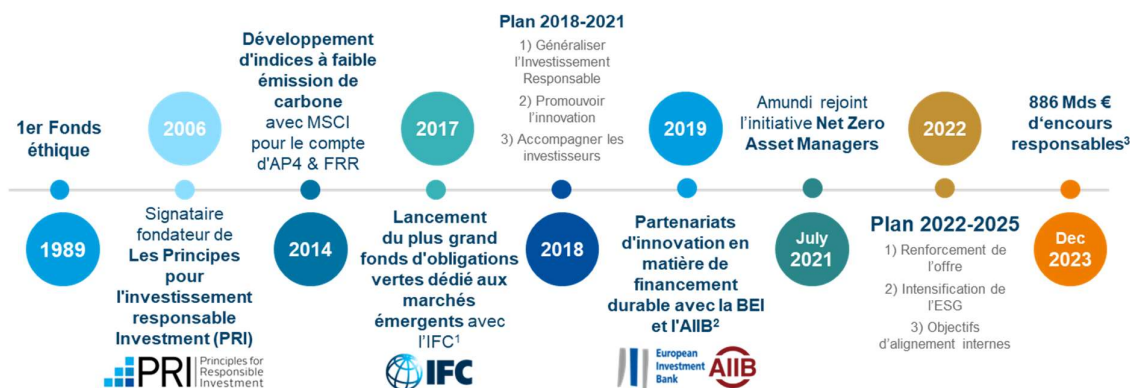 1er Fonds
éthique
1989
2006
Signataire
fondateur de
Les Principes
pour
l'investissement
responsable
Investment (PRI)
PRI
Principles for
Responsible
Investment
Développement
d'indices à faible
émission de
carbone
avec MSCI
pour le compte
d'AP4 & FRR
2014
2017
Lancement
du plus grand
fonds d'obligations
vertes dédié aux
marchés
émergents avec
l'IFC¹
IFC
Plan 2018-2021
1) Généraliser
l'Investissement
Responsable
2) Promouvoir
l'innovation
3) Accompagner les
investisseurs
2018
2019
Partenariats
d'innovation en
matière de
financement
durable avec la BEI
et l'AIIB²
European
Investment
Bank
AIIB
Amundi rejoint
l'initiative Net Zero
Asset Managers
July
2021
2022
Plan 2022-2025
1) Renforcement de
l'offre
2) Intensification de
l'ESG
3) Objectifs
d'alignement internes
886 Mds €
d'encours
responsables³
Dec
2023